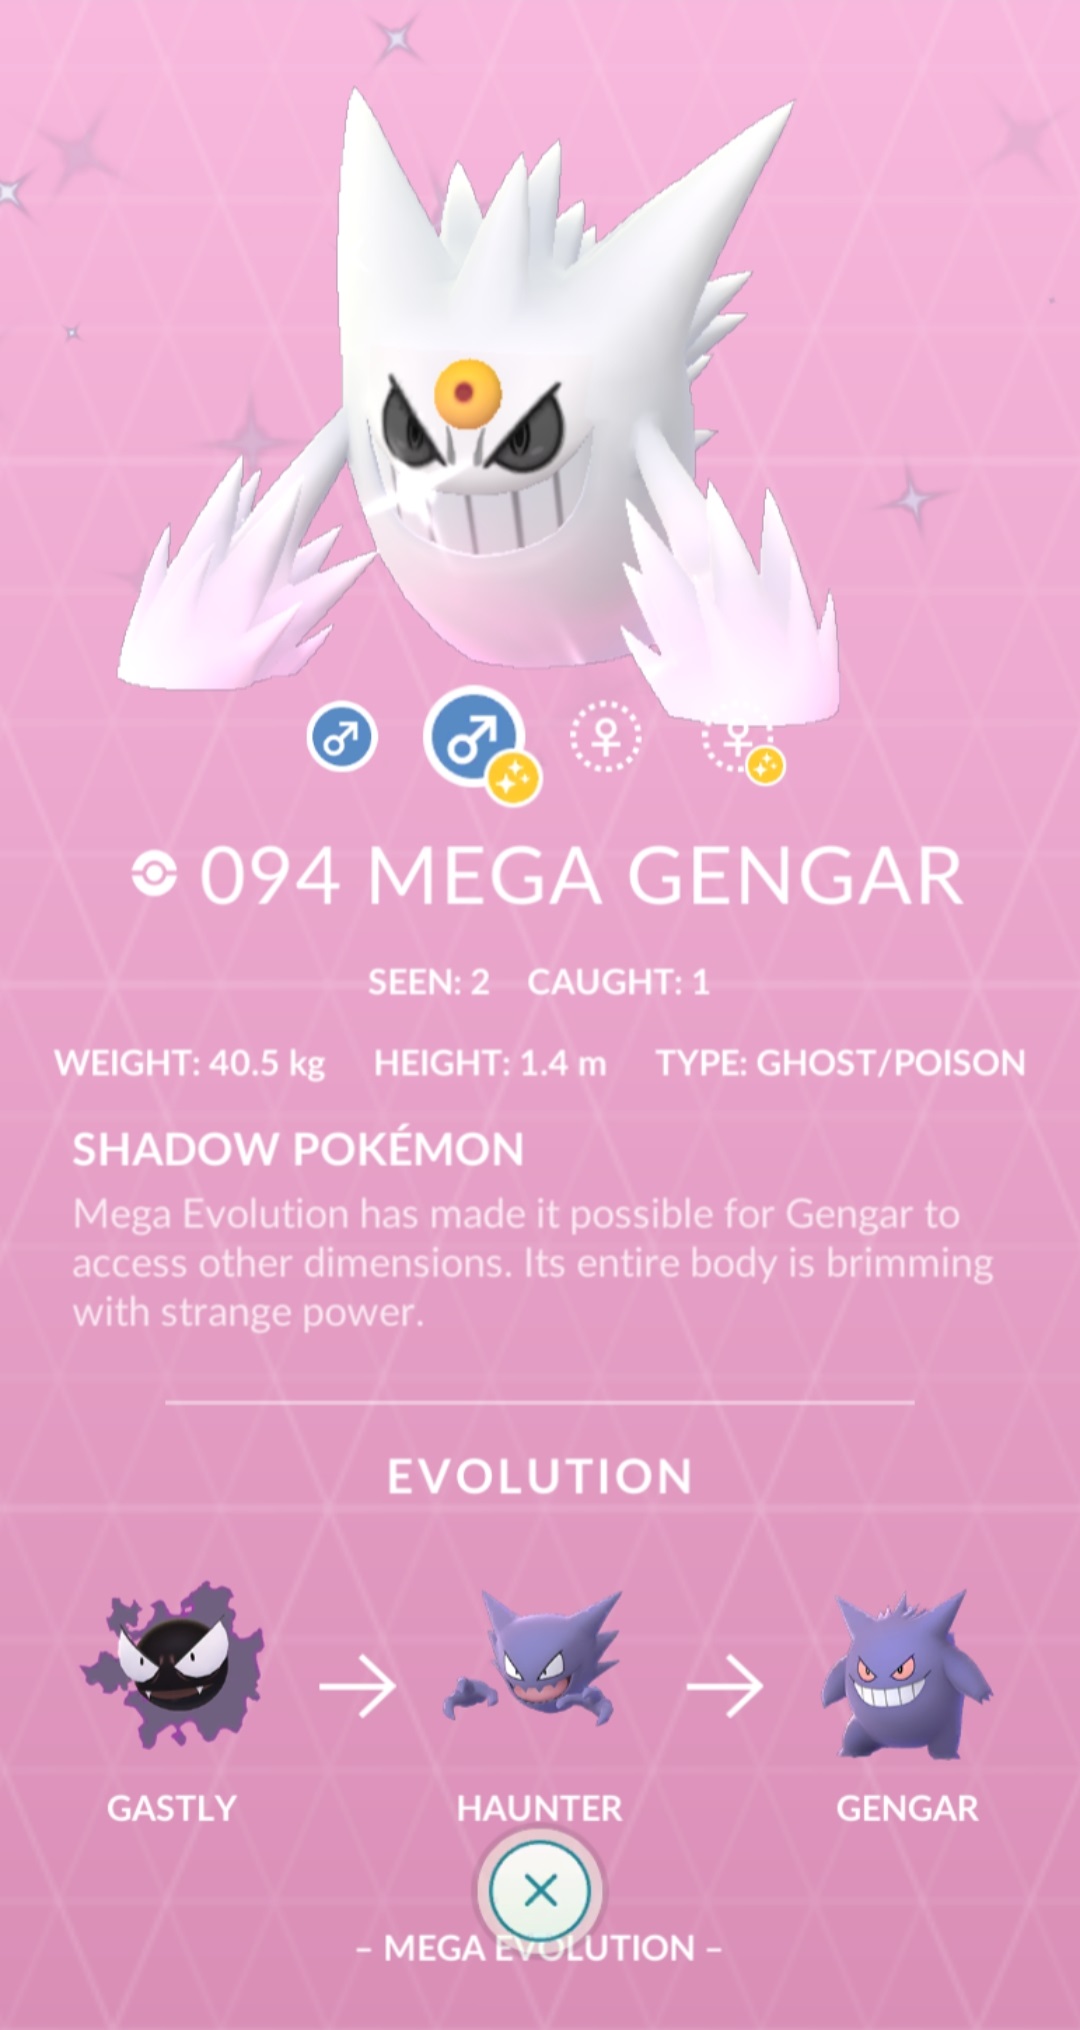 094 MEGA GENGAR
SEEN: 2 CAUGHT: 1
WEIGHT: 40.5 kg HEIGHT: 1.4 m TYPE: GHOST/POISON
SHADOW POKÉMON
Mega Evolution has made it possible for Gengar to
access other dimensions. Its entire body is brimming
with strange power.
EVOLUTION
GASTLY HAUNTER GENGAR
– MEGA EVOLUTION –